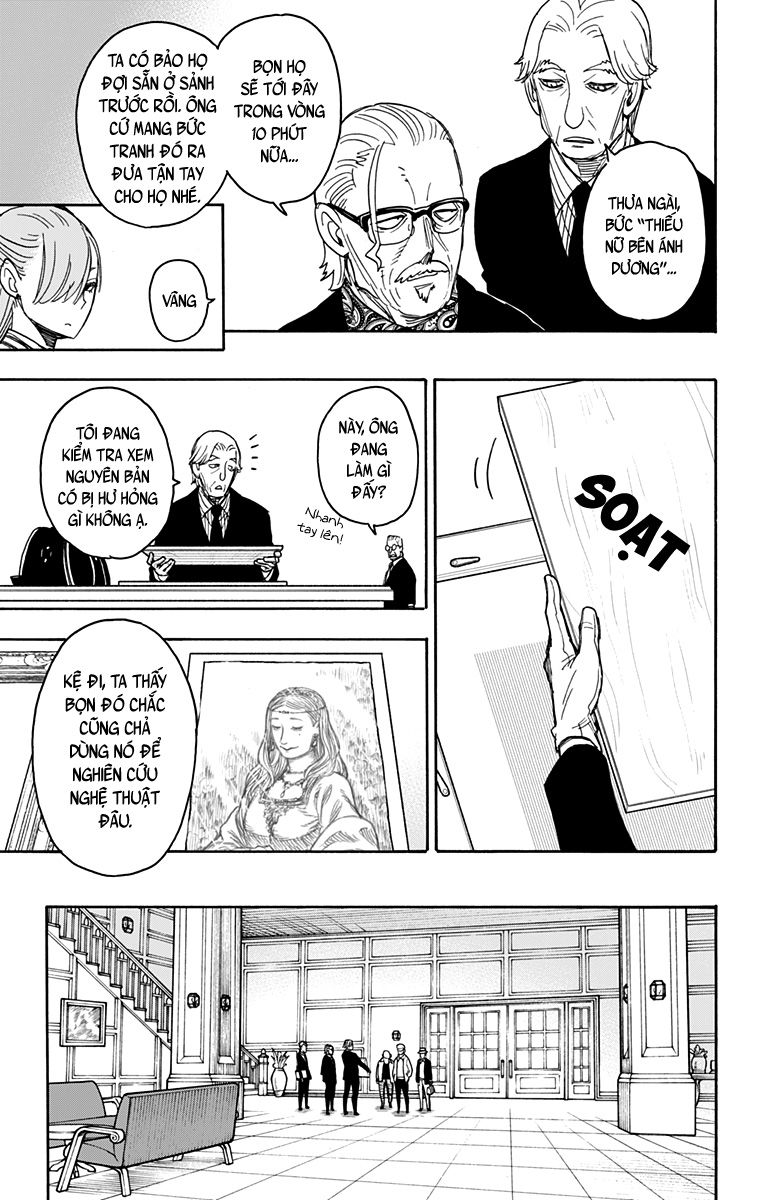 THƯA NGÀI,
BỨC "THIẾU
NỮ BÊN ÁNH
DƯƠNG"...
BỌN HỌ
SẼ TỚI ĐÂY
TRONG VÒNG
10 PHÚT
NỮA...
TA CÓ BẢO HỌ
ĐỢI SẴN Ở SẢNH
TRƯỚC RỒI. ÔNG
CỨ MANG BỨC
TRANH ĐÓ RA
ĐƯA TẬN TAY
CHO HỌ NHÉ.
VÂNG
SOẠT
NÀY, ÔNG
ĐANG
LÀM GÌ
ĐẤY?
Nhanh
tay lên!
TÔI ĐANG
KIỂM TRA XEM
NGUYÊN BẢN
CÓ BỊ HƯ HỎNG
GÌ KHÔNG Ạ.
KỆ ĐI, TA THẤY
BỌN ĐÓ CHẮC
CŨNG CHẢ
DÙNG NÓ ĐỂ
NGHIÊN CỨU
NGHỆ THUẬT
ĐÂU.